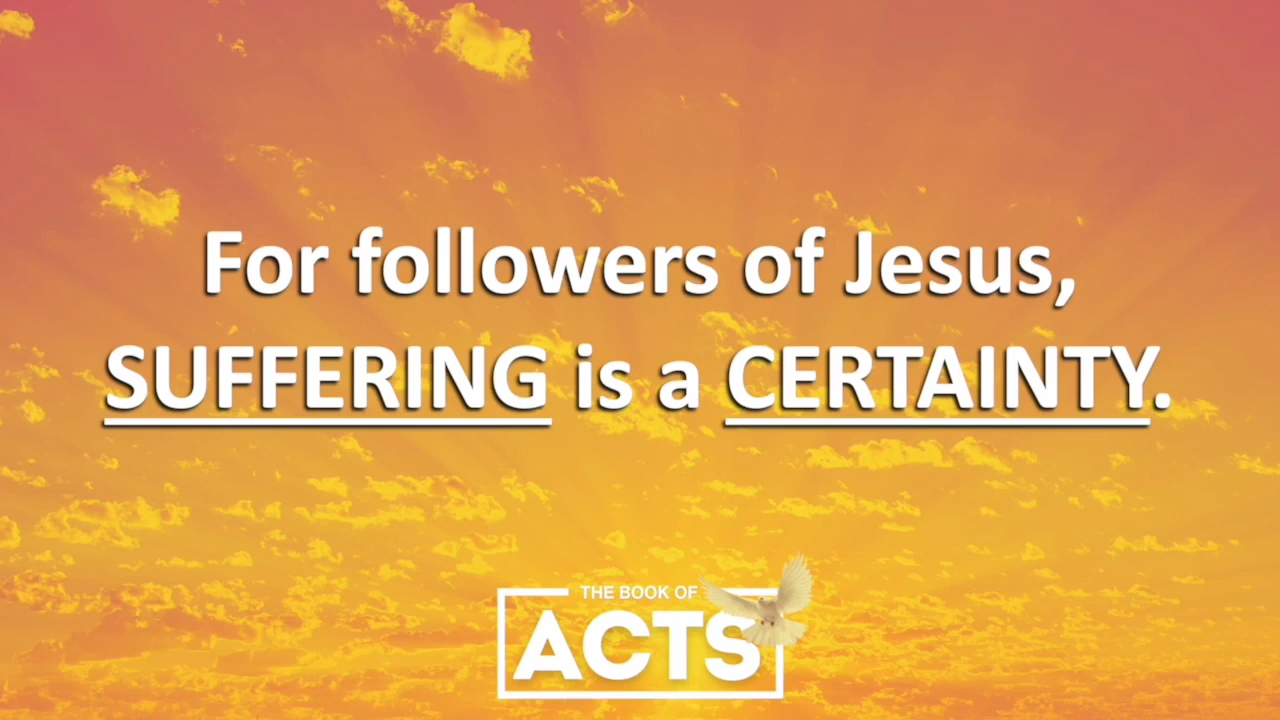 For followers of Jesus,
SUFFERING is a CERTAINTY.
THE BOOK OF
ACTS